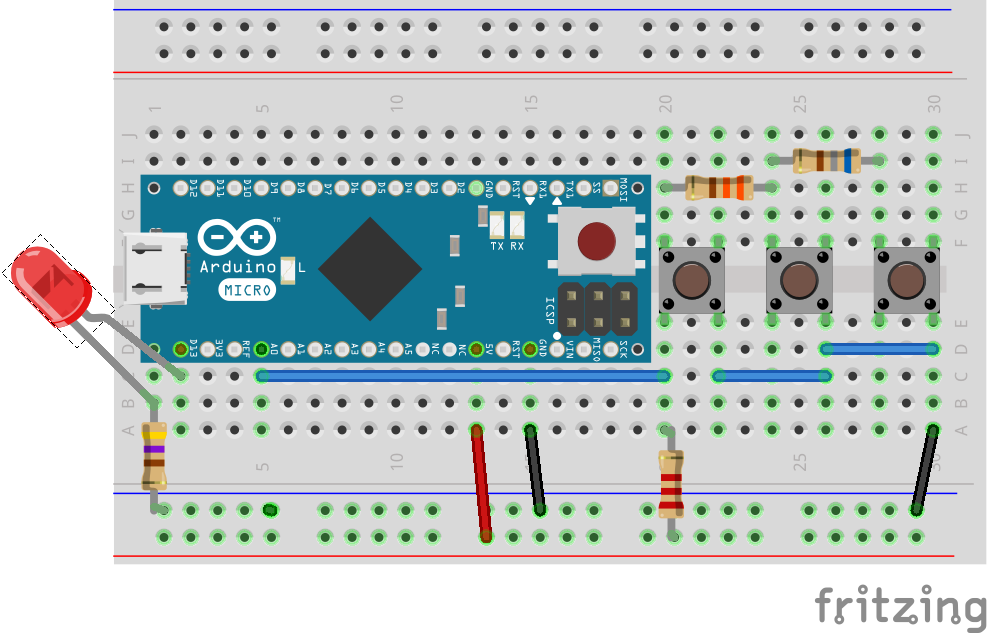 1 5 10 15 20 25 30
J J
I I
D12 D11 D10 D9 D8 D7 D6 D5 D4 D3 D2 GND RST RX1 TX1 SS MOSI
H H
G G
F
TM
TX RX
Arduino L
MICRO
ICSP
E E
D13 3V3 REF A0 A1 A2 A3 A4 A5 NC NC 5V RST GND VIN MISO SCK
D D
C C
B B
A A
5 10 25 30
fritzing